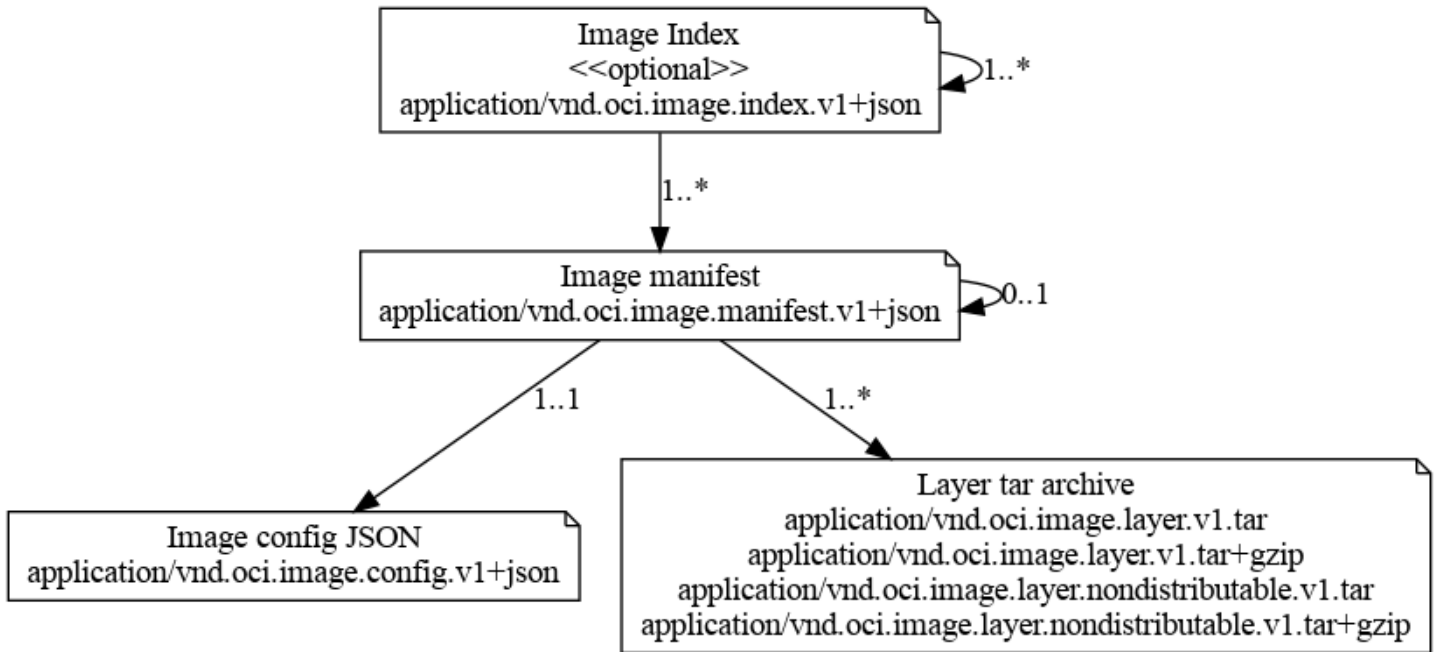 Image Index
<<optional>>
application/vnd.oci.image.index.v1+json
1..*
1..*
Image manifest
application/vnd.oci.image.manifest.v1+json
0..1
1..1
1..*
Image config JSON
application/vnd.oci.image.config.v1+json
Layer tar archive
application/vnd.oci.image.layer.v1.tar
application/vnd.oci.image.layer.v1.tar+gzip
application/vnd.oci.image.layer.nondistributable.v1.tar
application/vnd.oci.image.layer.nondistributable.v1.tar+gzip